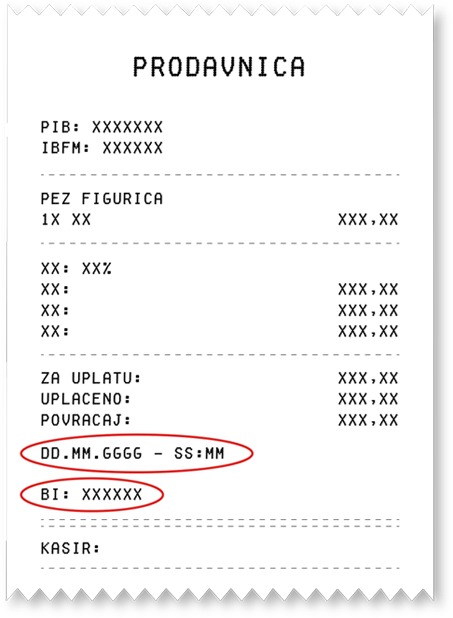 PRODAVNICA
PIB: XXXXXXX
IBFM: XXXXXX
PEZ FIGURICA
1X XX XXX,XX
XX: XX%
XX: XXX,XX
XX: XXX,XX
XX: XXX,XX
ZA UPLATU: XXX,XX
UPLACENO: XXX,XX
POVRACAJ: XXX,XX
DD.MM.GGGG - SS:MM
BI: XXXXXX
KASIR: